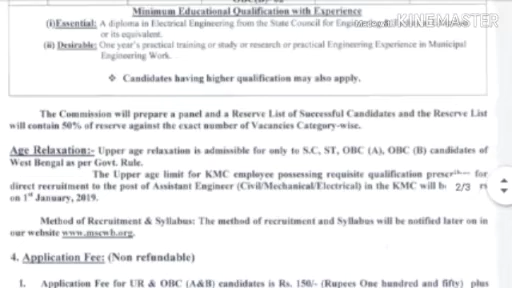 Minimum Educational Qualification with Experience
(i)Essential: A diploma in Electrical Engineering from the State Council for
or its equivalent.
(ii) Desirable: One year's practical training or study or research or practical Engineering Experience in Municipal
Engineering Work.
Made With KINEMASTER
❖ Candidates having higher qualification may also apply.
The Commission will prepare a panel and a Reserve List of Successful Candidates and the Reserve List
will contain 50% of reserve against the exact number of Vacancies Category-wise.
Age Relaxation:- Upper age relaxation is admissible for only to S.C, ST, OBC (A), OBC (B) candidates of
West Bengal as per Govt. Rule.
The Upper age limit for KMC employee possessing requisite qualification for
direct recruitment to the post of Assistant Engineer (Civil/Mechanical/Electrical) in the KMC will
2/3
on 1st January, 2019.
Method of Recruitment & Syllabus: The method of recruitment and Syllabus will be notified later on in
our website www.mscwb.org.
4. Application Fee: (Non refundable)
1. Application Fee for UR & OBC (A&B) candidates is Rs. 150/- (Rupees One hundred and fifty) plus